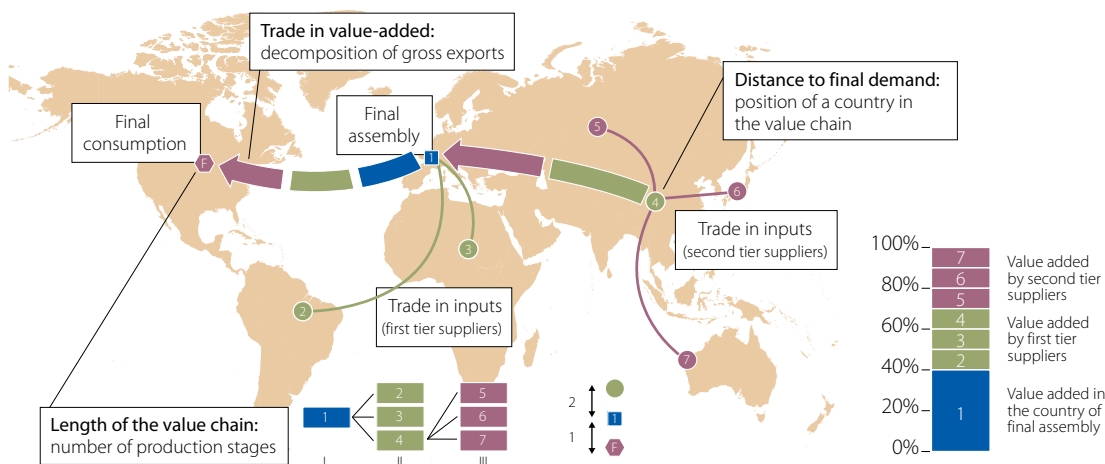 Trade in value-added:
decomposition of gross exports
Final
consumption
Final
assembly
Distance to final demand:
position of a country in
the value chain
F
1
5
4
6
3
2
7
Trade in inputs
(second tier suppliers)
Trade in inputs
(first tier suppliers)
Length of the value chain:
number of production stages
1
2
3
4
5
6
7
I
II
III
2
1
1
F
100%
80%
60%
40%
20%
0%
7
6
5
4
3
2
1
Value added
by second tier
suppliers
Value added
by first tier
suppliers
Value added in
the country of
final assembly